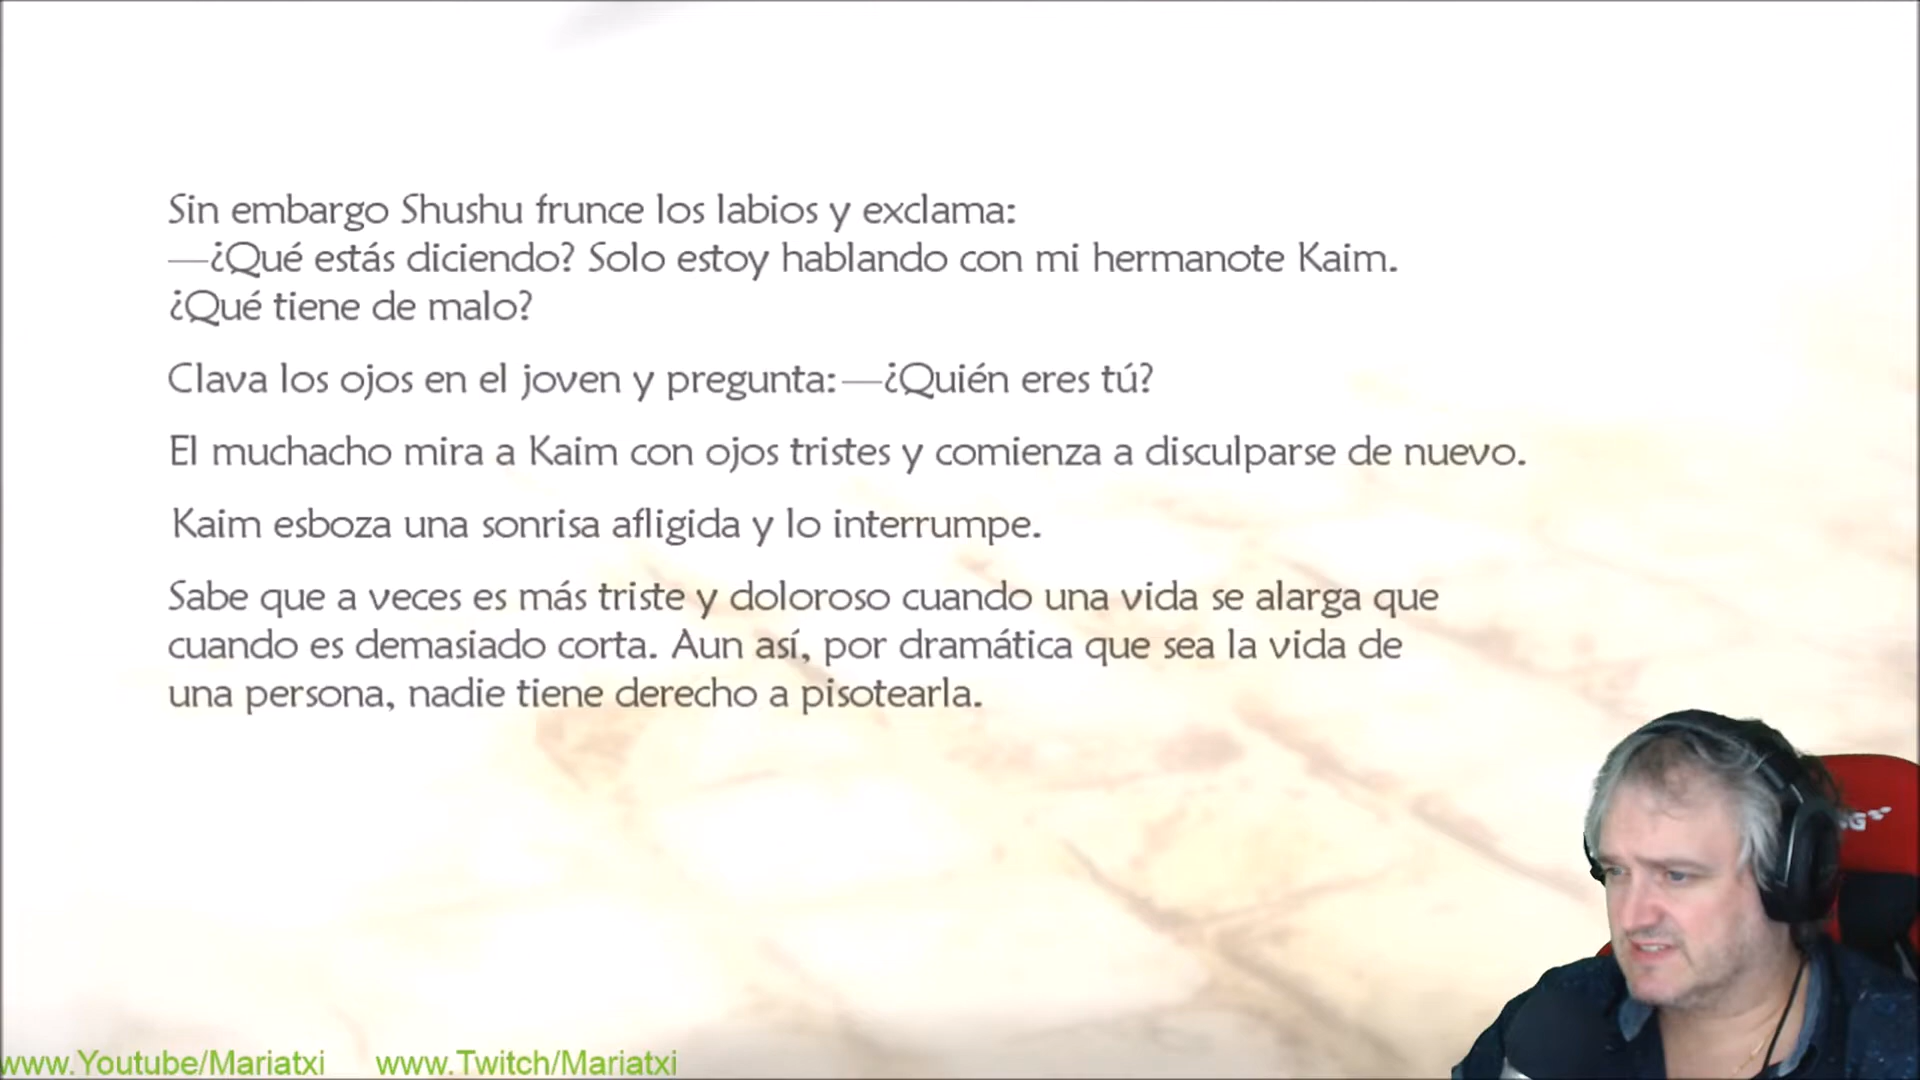 Sin embargo Shushu frunce los labios y exclama:
—¿Qué estás diciendo? Solo estoy hablando con mi hermanote Kaim.
¿Qué tiene de malo?
Clava los ojos en el joven y pregunta:—¿Quién eres tú?
El muchacho mira a Kaim con ojos tristes y comienza a disculparse de nuevo.
Kaim esboza una sonrisa afligida y lo interrumpe.
Sabe que a veces es más triste y doloroso cuando una vida se alarga que
cuando es demasiado corta. Aun así, por dramática que sea la vida de
una persona, nadie tiene derecho a pisotearla.
www.Youtube/Mariatxi www.Twitch/Mariatxi